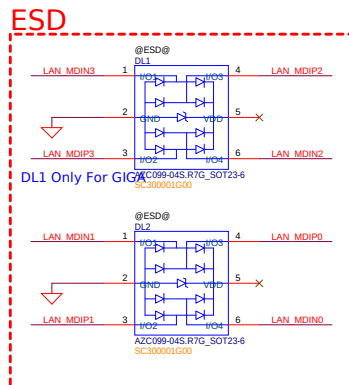 ESD
@ESD@
DL1
LAN_MDIN3 1 I/O1 I/O3 4 LAN_MDIP2
2 GND VDD 5
LAN_MDIP3 3 I/O2 I/O4 6 LAN_MDIN2
DL1 Only For GIGA
AZC099-04S.R7G_SOT23-6
SC300001G00
@ESD@
DL2
LAN_MDIN1 1 I/O1 I/O3 4 LAN_MDIP0
2 GND VDD 5
LAN_MDIP1 3 I/O2 I/O4 6 LAN_MDIN0
AZC099-04S.R7G_SOT23-6
SC300001G00